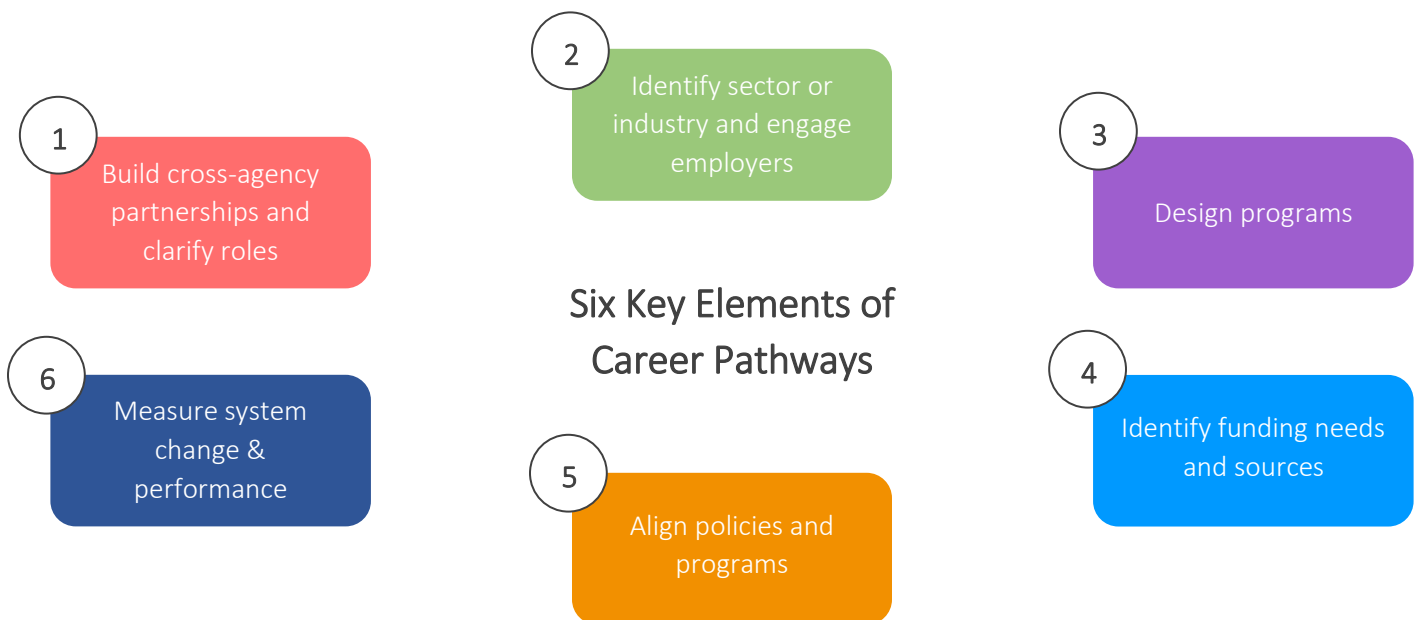 1
Build cross-agency
partnerships and
clarify roles
2
Identify sector or
industry and engage
employers
3
Design programs
Six Key Elements of
Career Pathways
4
Identify funding needs
and sources
5
Align policies and
programs
6
Measure system
change &
performance